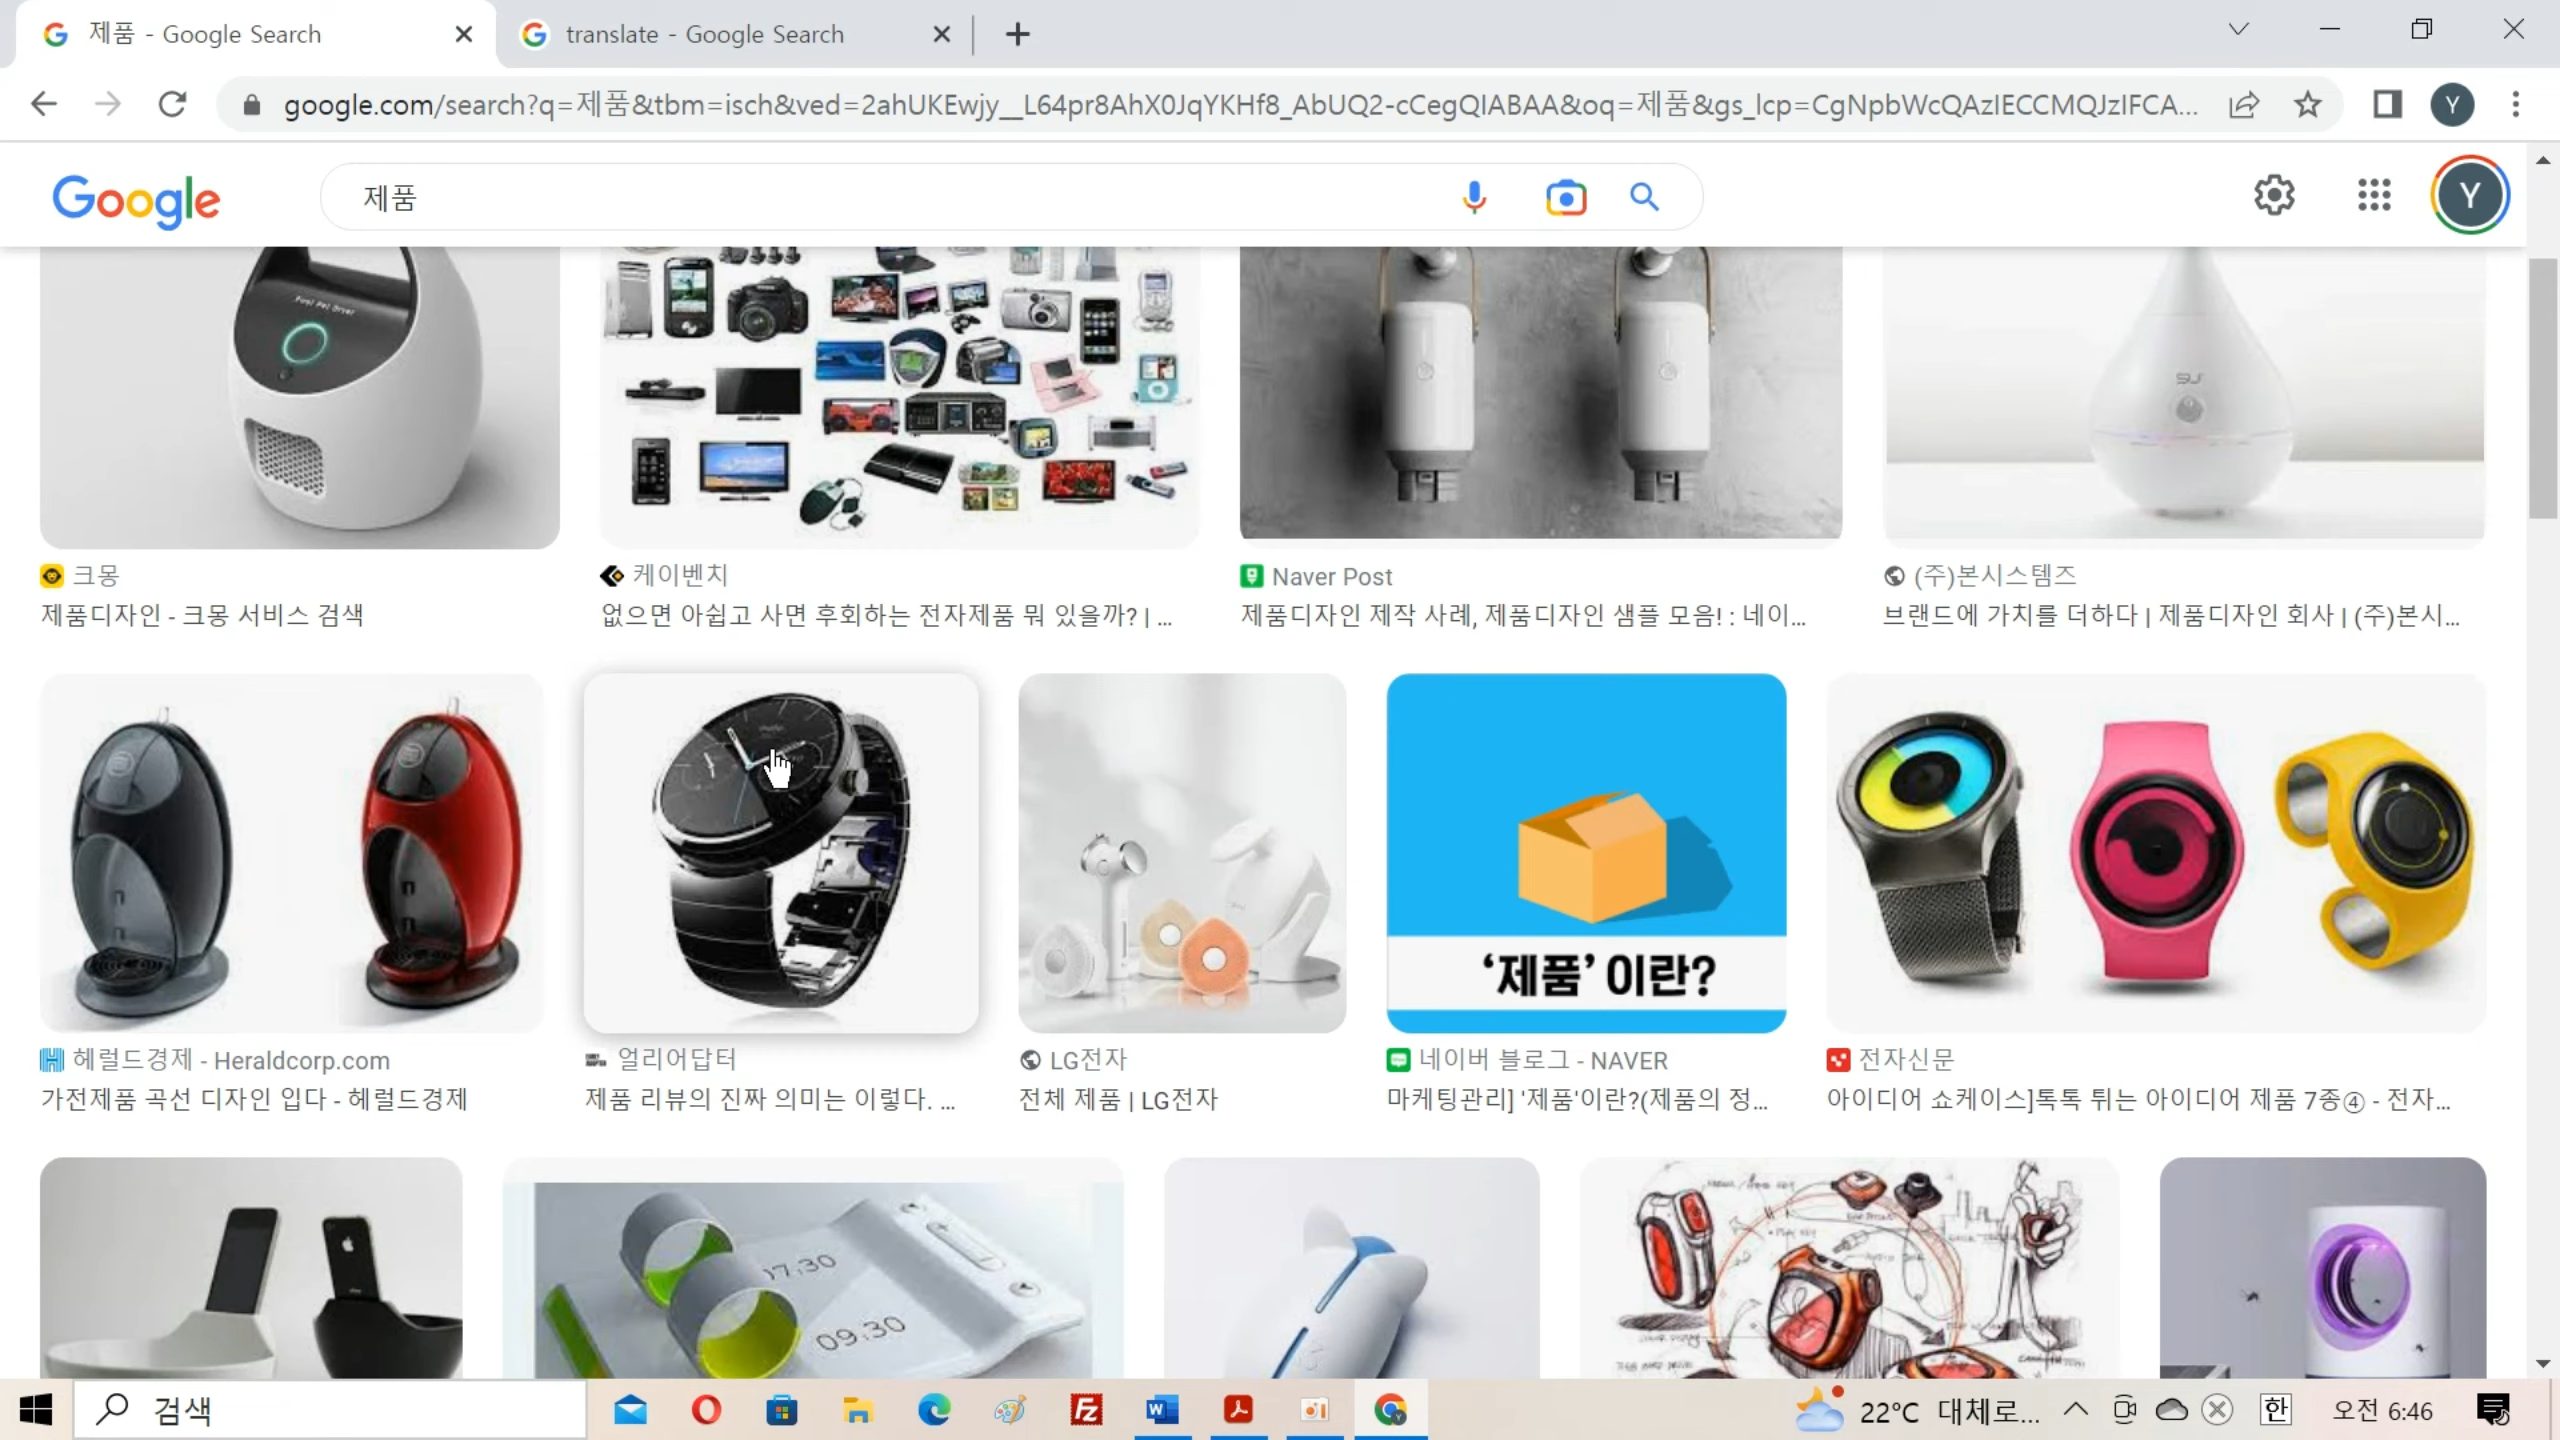 제품 - Google Search
translate - Google Search
google.com/search?q=제품&tbm=isch&ved=2ahUKEwjy__L64pr8AhX0JqYKHf8_AbUQ2-cCegQIABAA&oq=제품&gs_lcp=CgNpbWcQAzIECCMQJzIFCA...
Y
Google
제품
Y
크몽
케이벤치
Naver Post
(주)본시스템즈
제품디자인 - 크몽 서비스 검색
없으면 아쉽고 사면 후회하는 전자제품 뭐 있을까? | ...
제품디자인 제작 사례, 제품디자인 샘플 모음! : 네이...
브랜드에 가치를 더하다 | 제품디자인 회사 | (주)본시...
‘제품’ 이란?
헤럴드경제 - Heraldcorp.com
얼리어답터
LG전자
네이버 블로그 - NAVER
전자신문
가전제품 곡선 디자인 입다 - 헤럴드경제
제품 리뷰의 진짜 의미는 이렇다. ...
전체 제품 | LG전자
마케팅관리] '제품'이란?(제품의 정...
아이디어 쇼케이스]톡톡 튀는 아이디어 제품 7종④ - 전자...
17:30
09:30
검색
22°C 대체로...
한
오전 6:46